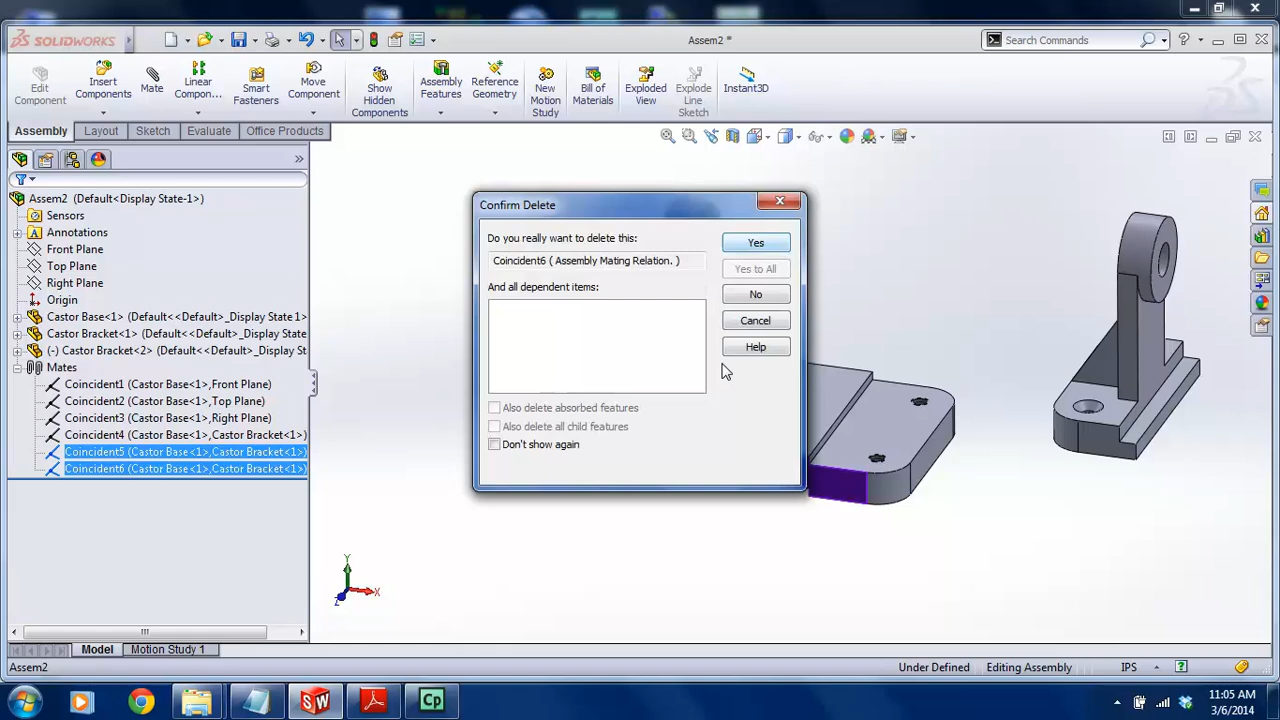 SOLIDWORKS
Assem2 *
Search Commands
Edit Component
Insert Components
Mate
Linear Compon...
Smart Fasteners
Move Component
Show Hidden Components
Assembly Features
Reference Geometry
New Motion Study
Bill of Materials
Exploded View
Explode Line Sketch
Instant3D
Assembly Layout Sketch Evaluate Office Products
Assem2 (Default<Display State-1>)
Sensors
Annotations
Front Plane
Top Plane
Right Plane
Origin
Castor Base<1> (Default<<Default>_Display State 1>
Castor Bracket<1> (Default<<Default>_Display State
(-) Castor Bracket<2> (Default<<Default>_Display Sta
Mates
Coincident1 (Castor Base<1>,Front Plane)
Coincident2 (Castor Base<1>,Top Plane)
Coincident3 (Castor Base<1>,Right Plane)
Coincident4 (Castor Base<1>,Castor Bracket<1>)
Coincident5 (Castor Base<1>,Castor Bracket<1>)
Coincident6 (Castor Base<1>,Castor Bracket<1>)
Confirm Delete
Do you really want to delete this:
Coincident6 ( Assembly Mating Relation. )
And all dependent items:
Yes
Yes to All
No
Cancel
Help
Also delete absorbed features
Also delete all child features
Don't show again
Y
X
Z
Model Motion Study 1
Assem2
Under Defined Editing Assembly IPS
SW
Cp
11:05 AM
3/6/2014